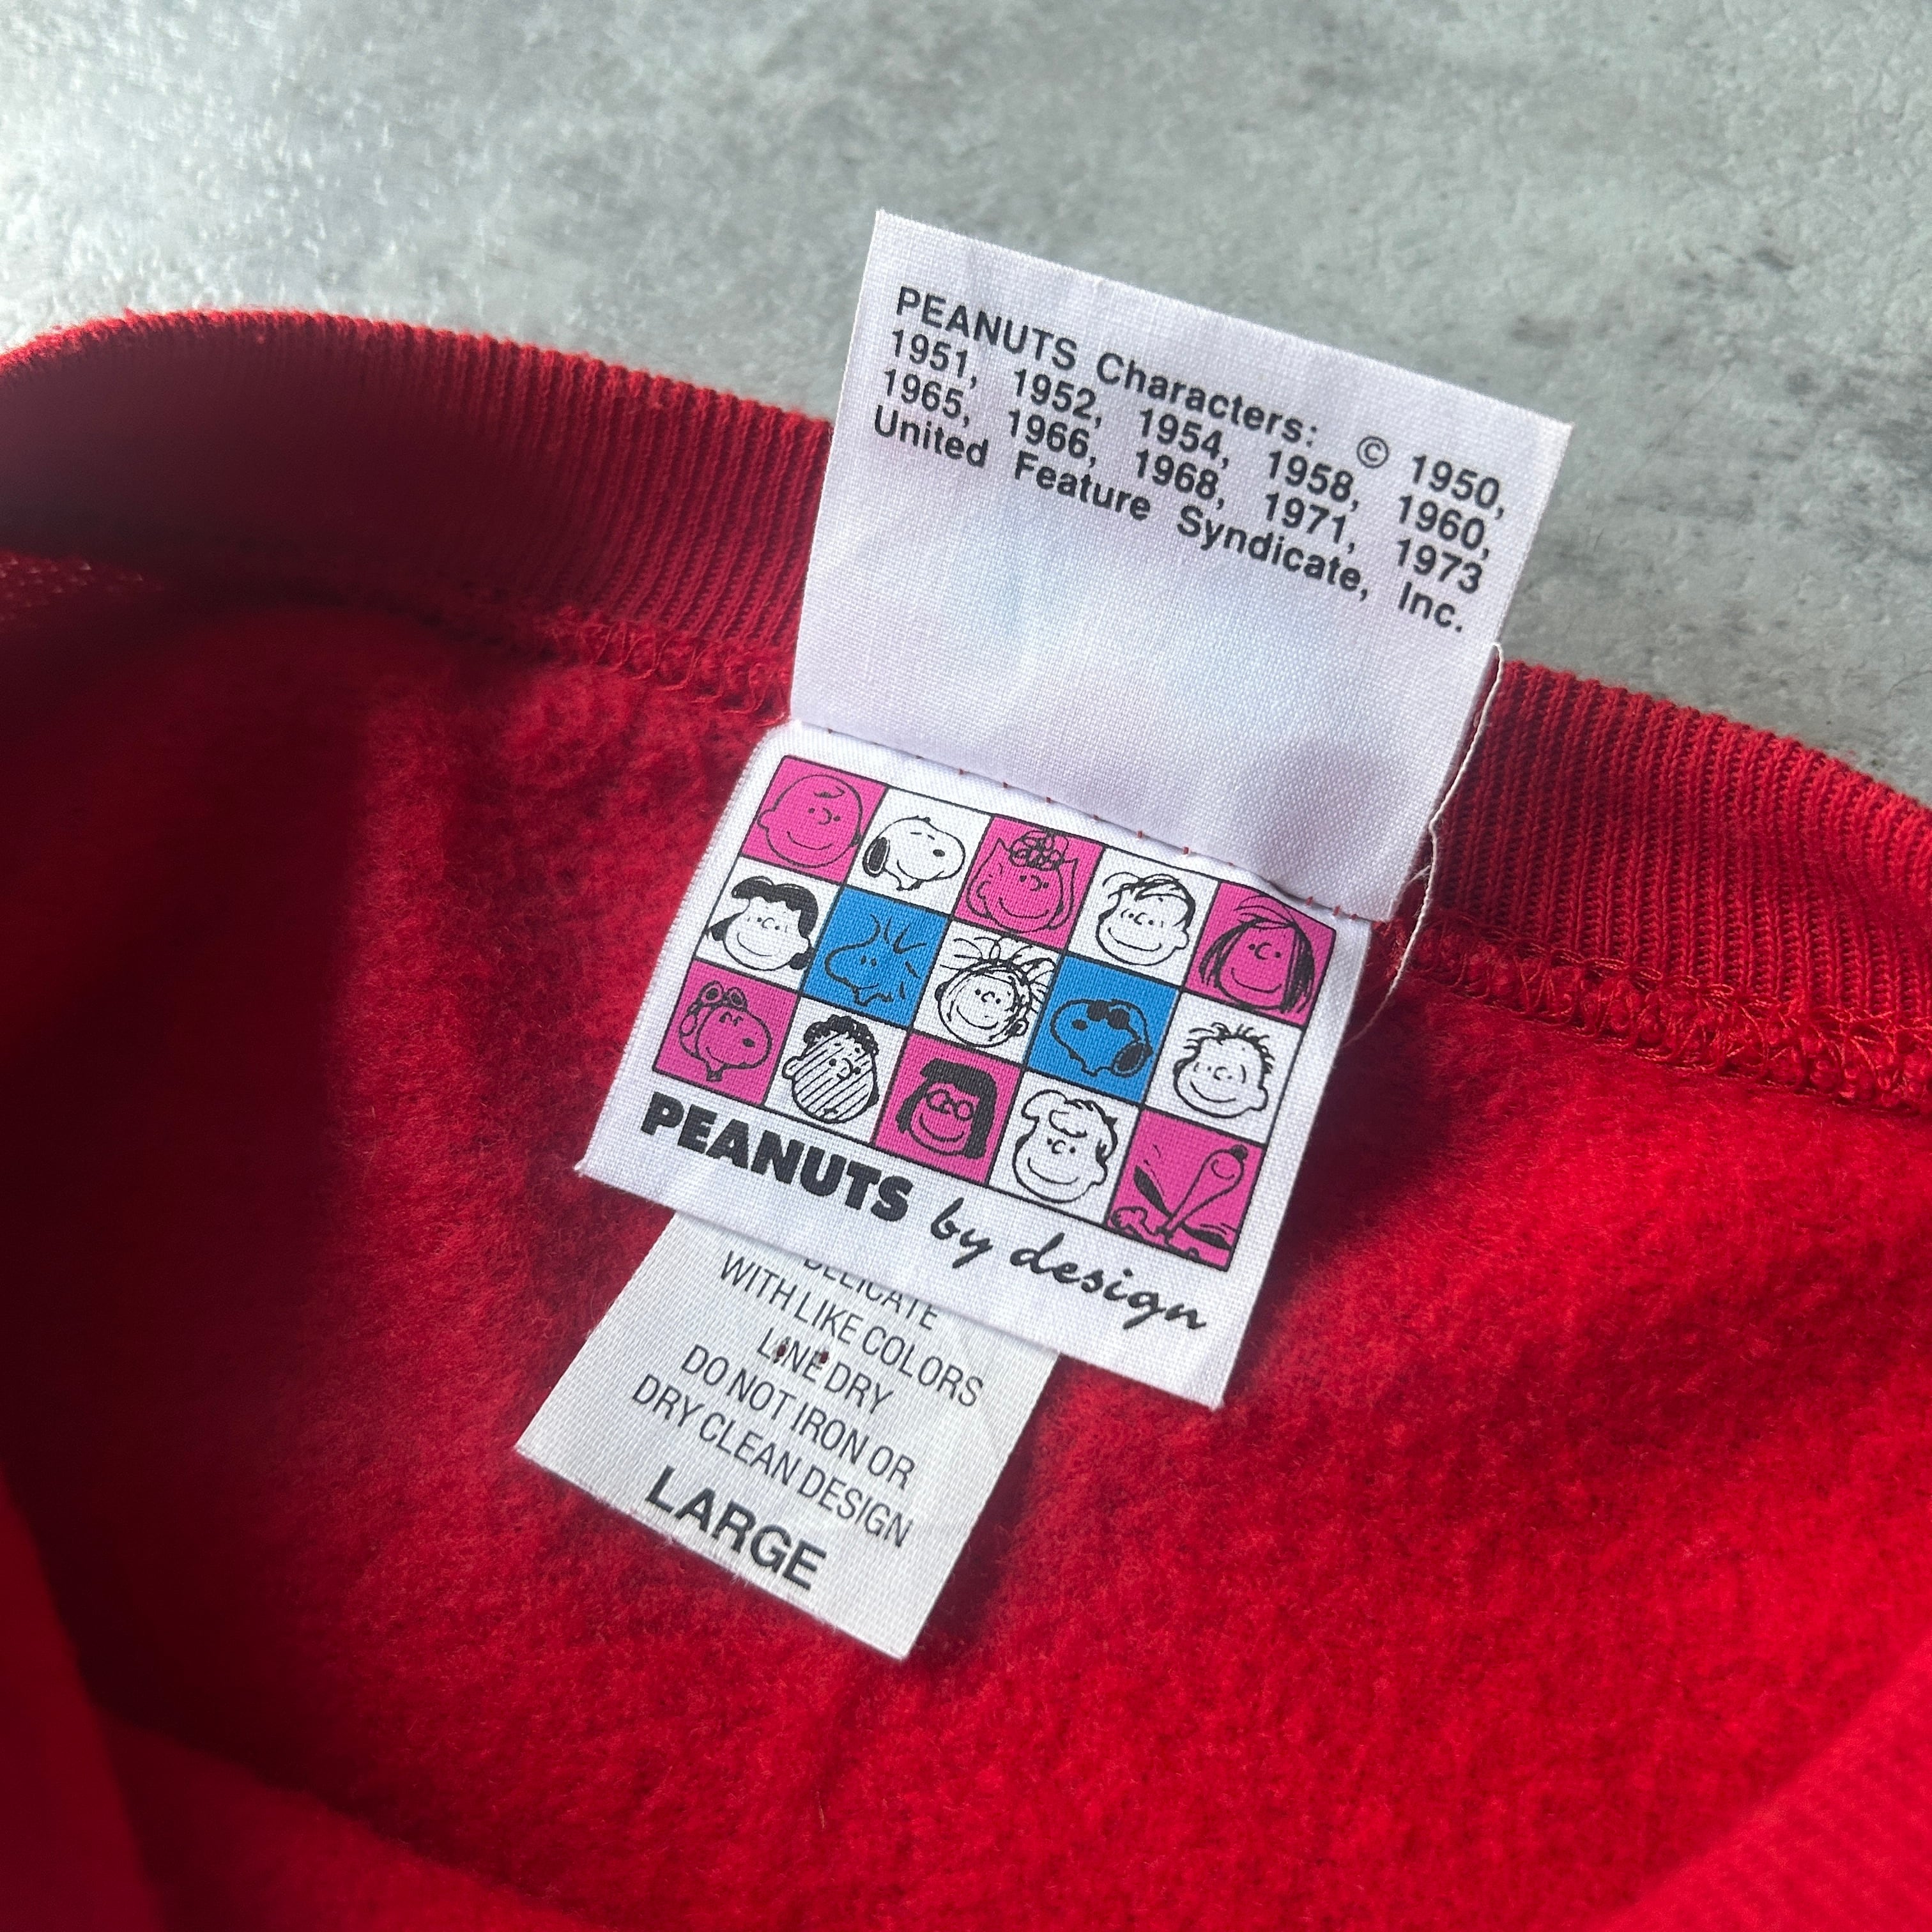 PEANUTS Characters: © 1950,
1951, 1952, 1954, 1958, 1960,
1965, 1966, 1968, 1971, 1973
United Feature Syndicate, Inc.
PEANUTS by design
DELICATE
WITH LIKE COLORS
LINE DRY
DO NOT IRON OR
DRY CLEAN DESIGN
LARGE